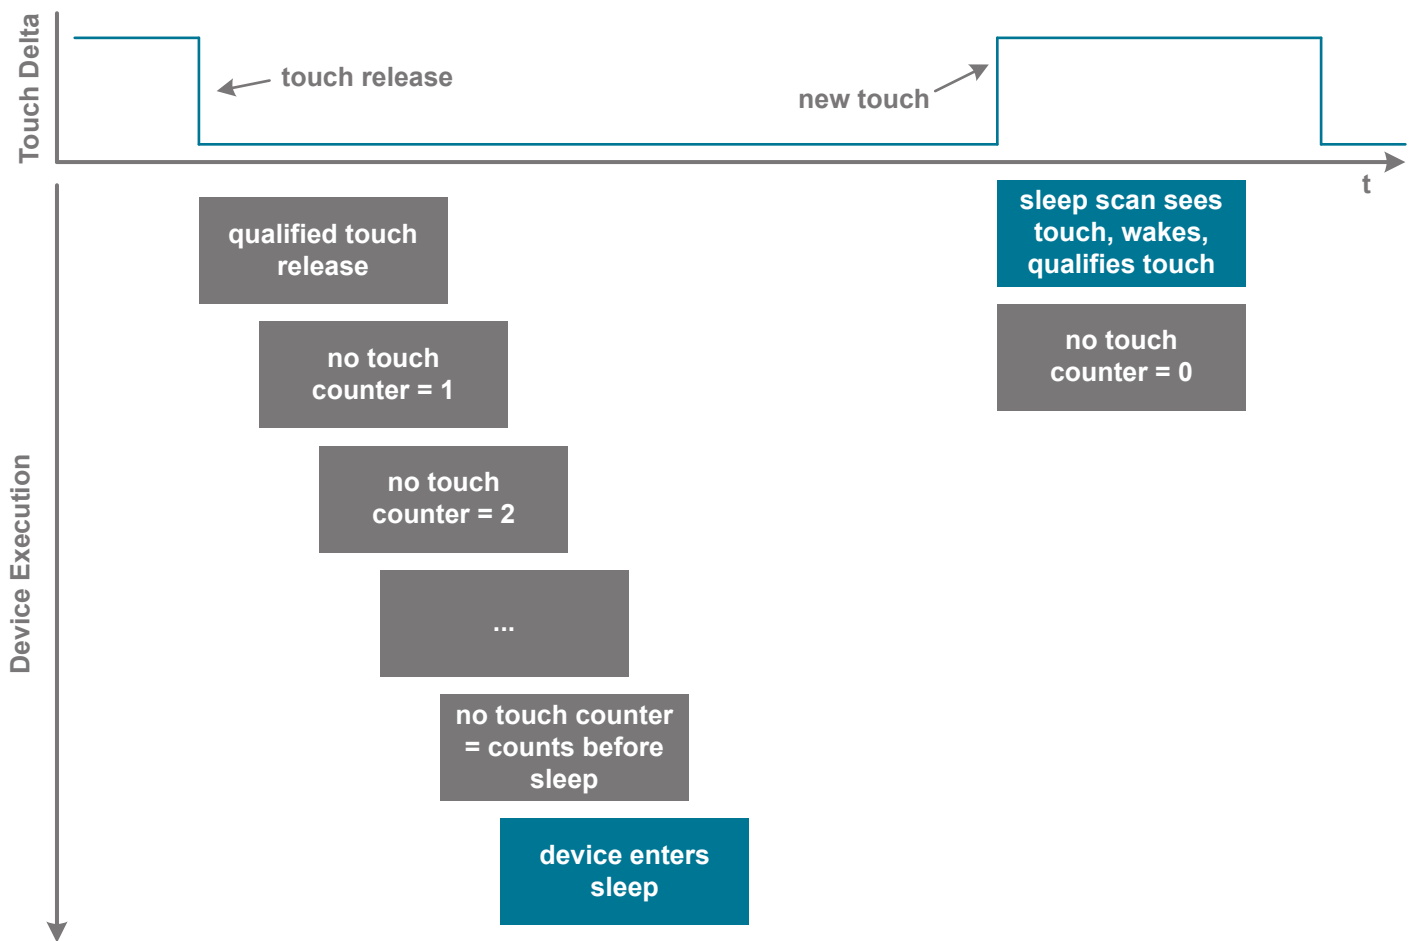 Touch Delta
touch release
new touch
t
Device Execution
qualified touch
release
no touch
counter = 1
no touch
counter = 2
...
no touch counter
= counts before
sleep
device enters
sleep
sleep scan sees
touch, wakes,
qualifies touch
no touch
counter = 0